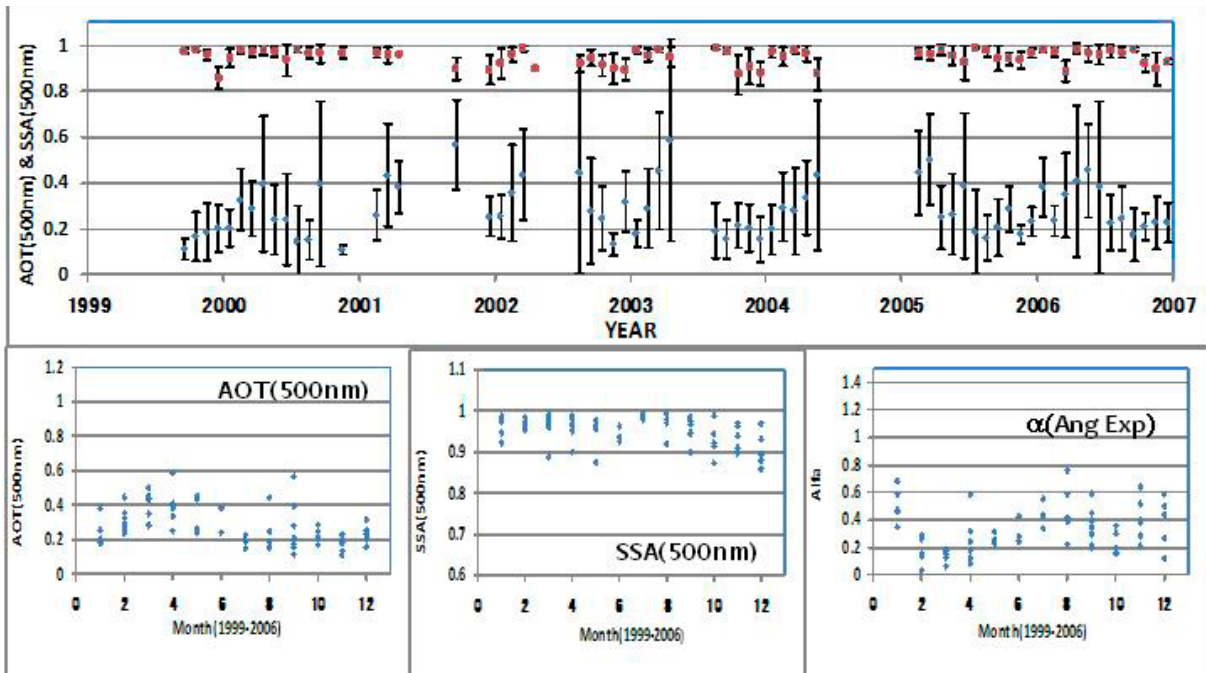 AOT(500nm) & SSA(500nm)
1
0.8
0.6
0.4
0.2
0
1999 2000 2001 2002 2003 2004 2005 2006 2007
YEAR
AOT(500nm)
AOT(500nm)
1.2
1
0.8
0.6
0.4
0.2
0
0 2 4 6 8 10 12
Month(1999-2006)
SSA(500nm)
SSA(500nm)
1.1
1
0.9
0.8
0.7
0.6
0 2 4 6 8 10 12
Month(1999-2006)
α(Ang Exp)
Alfa
1.4
1.2
1
0.8
0.6
0.4
0.2
0
0 2 4 6 8 10 12
Month(1999-2006)